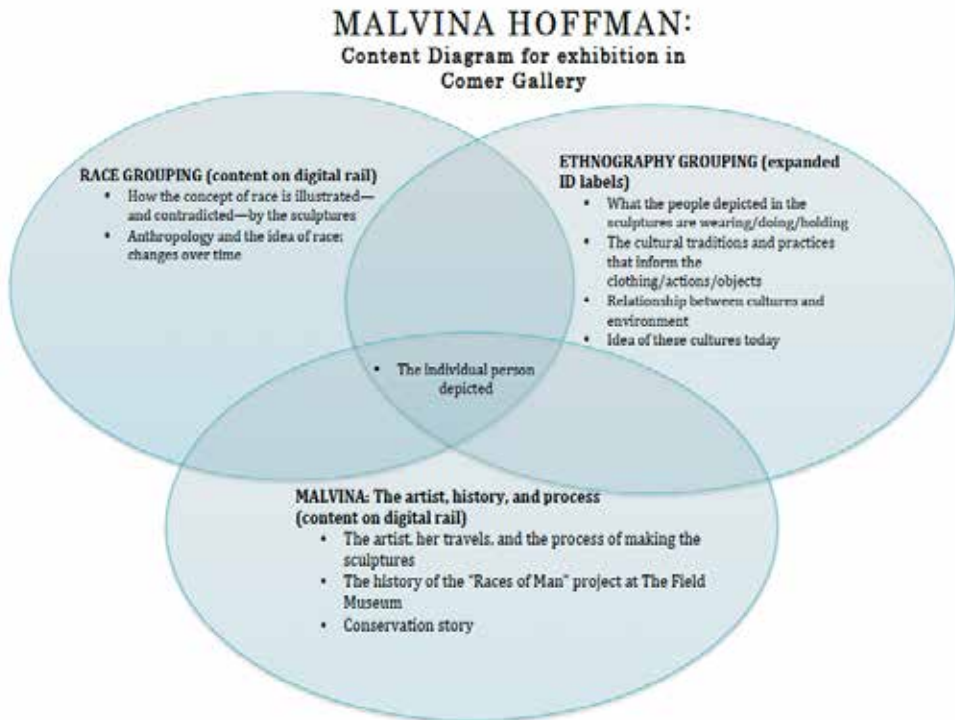 MALVINA HOFFMAN:
Content Diagram for exhibition in
Comer Gallery
RACE GROUPING (content on digital rail)
• How the concept of race is illustrated—
and contradicted—by the sculptures
• Anthropology and the idea of race:
changes over time
ETHNOGRAPHY GROUPING (expanded
ID labels)
• What the people depicted in the
sculptures are wearing/doing/holding
• The cultural traditions and practices
that inform the
clothing/actions/objects
• Relationship between cultures and
environment
• Idea of these cultures today
• The individual person
depicted
MALVINA: The artist, history, and process
(content on digital rail)
• The artist, her travels, and the process of making the
sculptures
• The history of the "Races of Man" project at The Field
Museum
• Conservation story